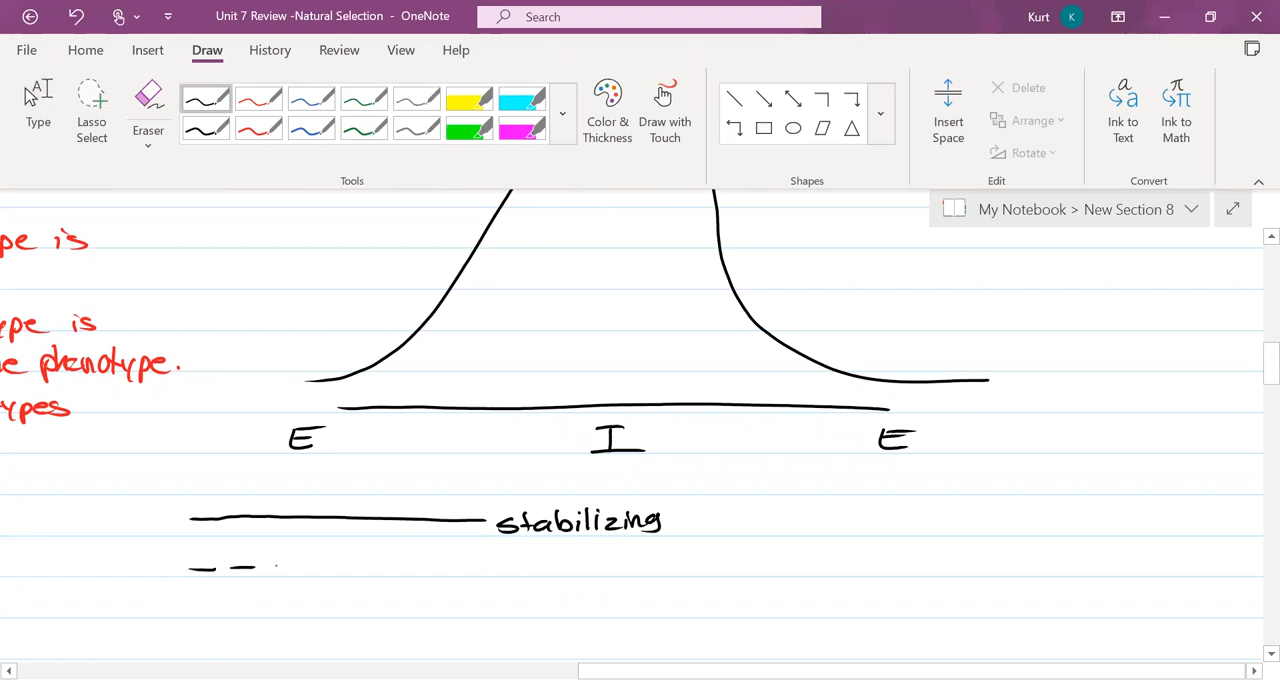 Unit 7 Review -Natural Selection - OneNote
Search
Kurt
K
File Home Insert Draw History Review View Help
Type
Lasso Select
Eraser
Color & Thickness
Draw with Touch
Insert Space
Delete
Arrange
Rotate
Ink to Text
Ink to Math
Tools
Shapes
Edit
Convert
My Notebook > New Section 8
pe is
ype is
e phenotype.
types
E I E
stabilizing